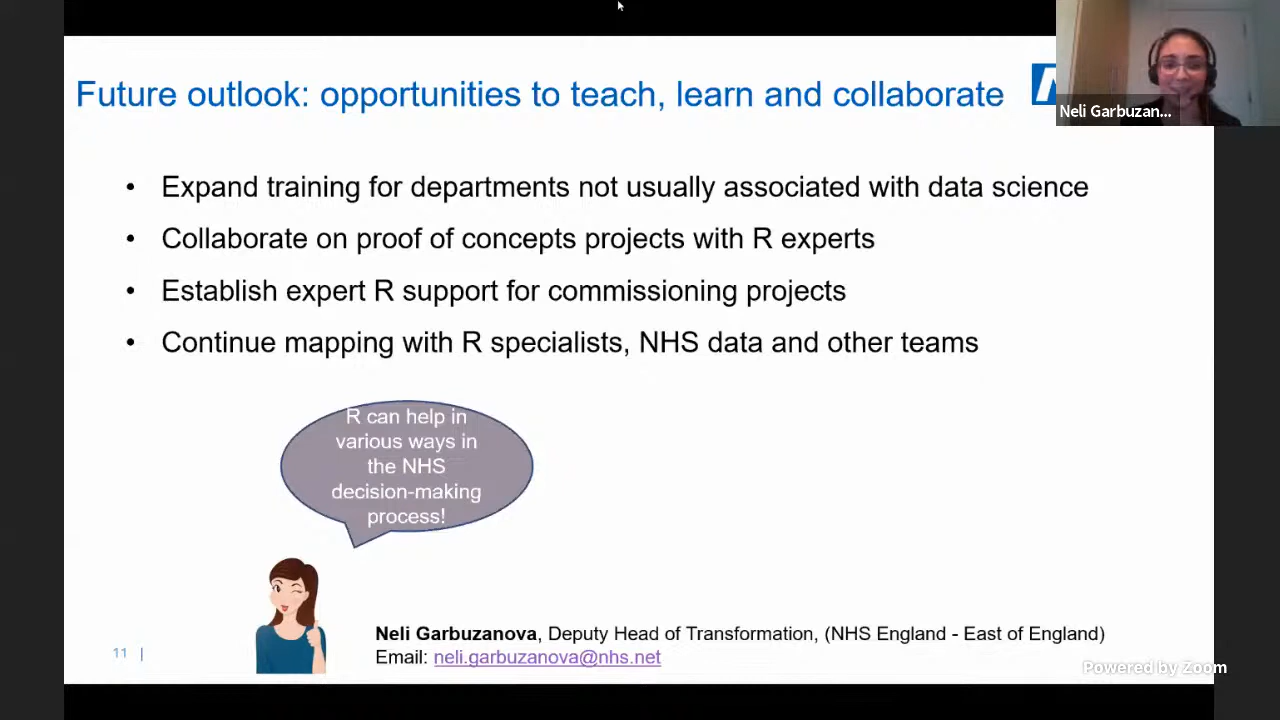 Future outlook: opportunities to teach, learn and collaborate
Neli Garbuzan...
• Expand training for departments not usually associated with data science
• Collaborate on proof of concepts projects with R experts
• Establish expert R support for commissioning projects
• Continue mapping with R specialists, NHS data and other teams
R can help in
various ways in
the NHS
decision-making
process!
Neli Garbuzanova, Deputy Head of Transformation, (NHS England - East of England)
Email: neli.garbuzanova@nhs.net
11 |
Powered by Zoom